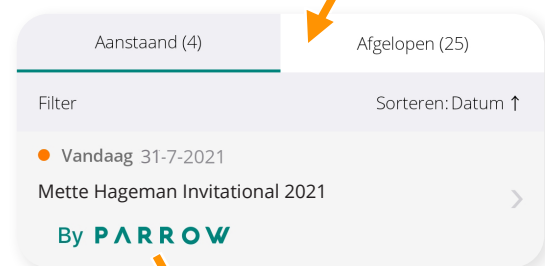 Aanstaand (4) Afgelopen (25)
Filter Sorteren: Datum ↑
Vandaag 31-7-2021
Mette Hageman Invitational 2021
By PARROW